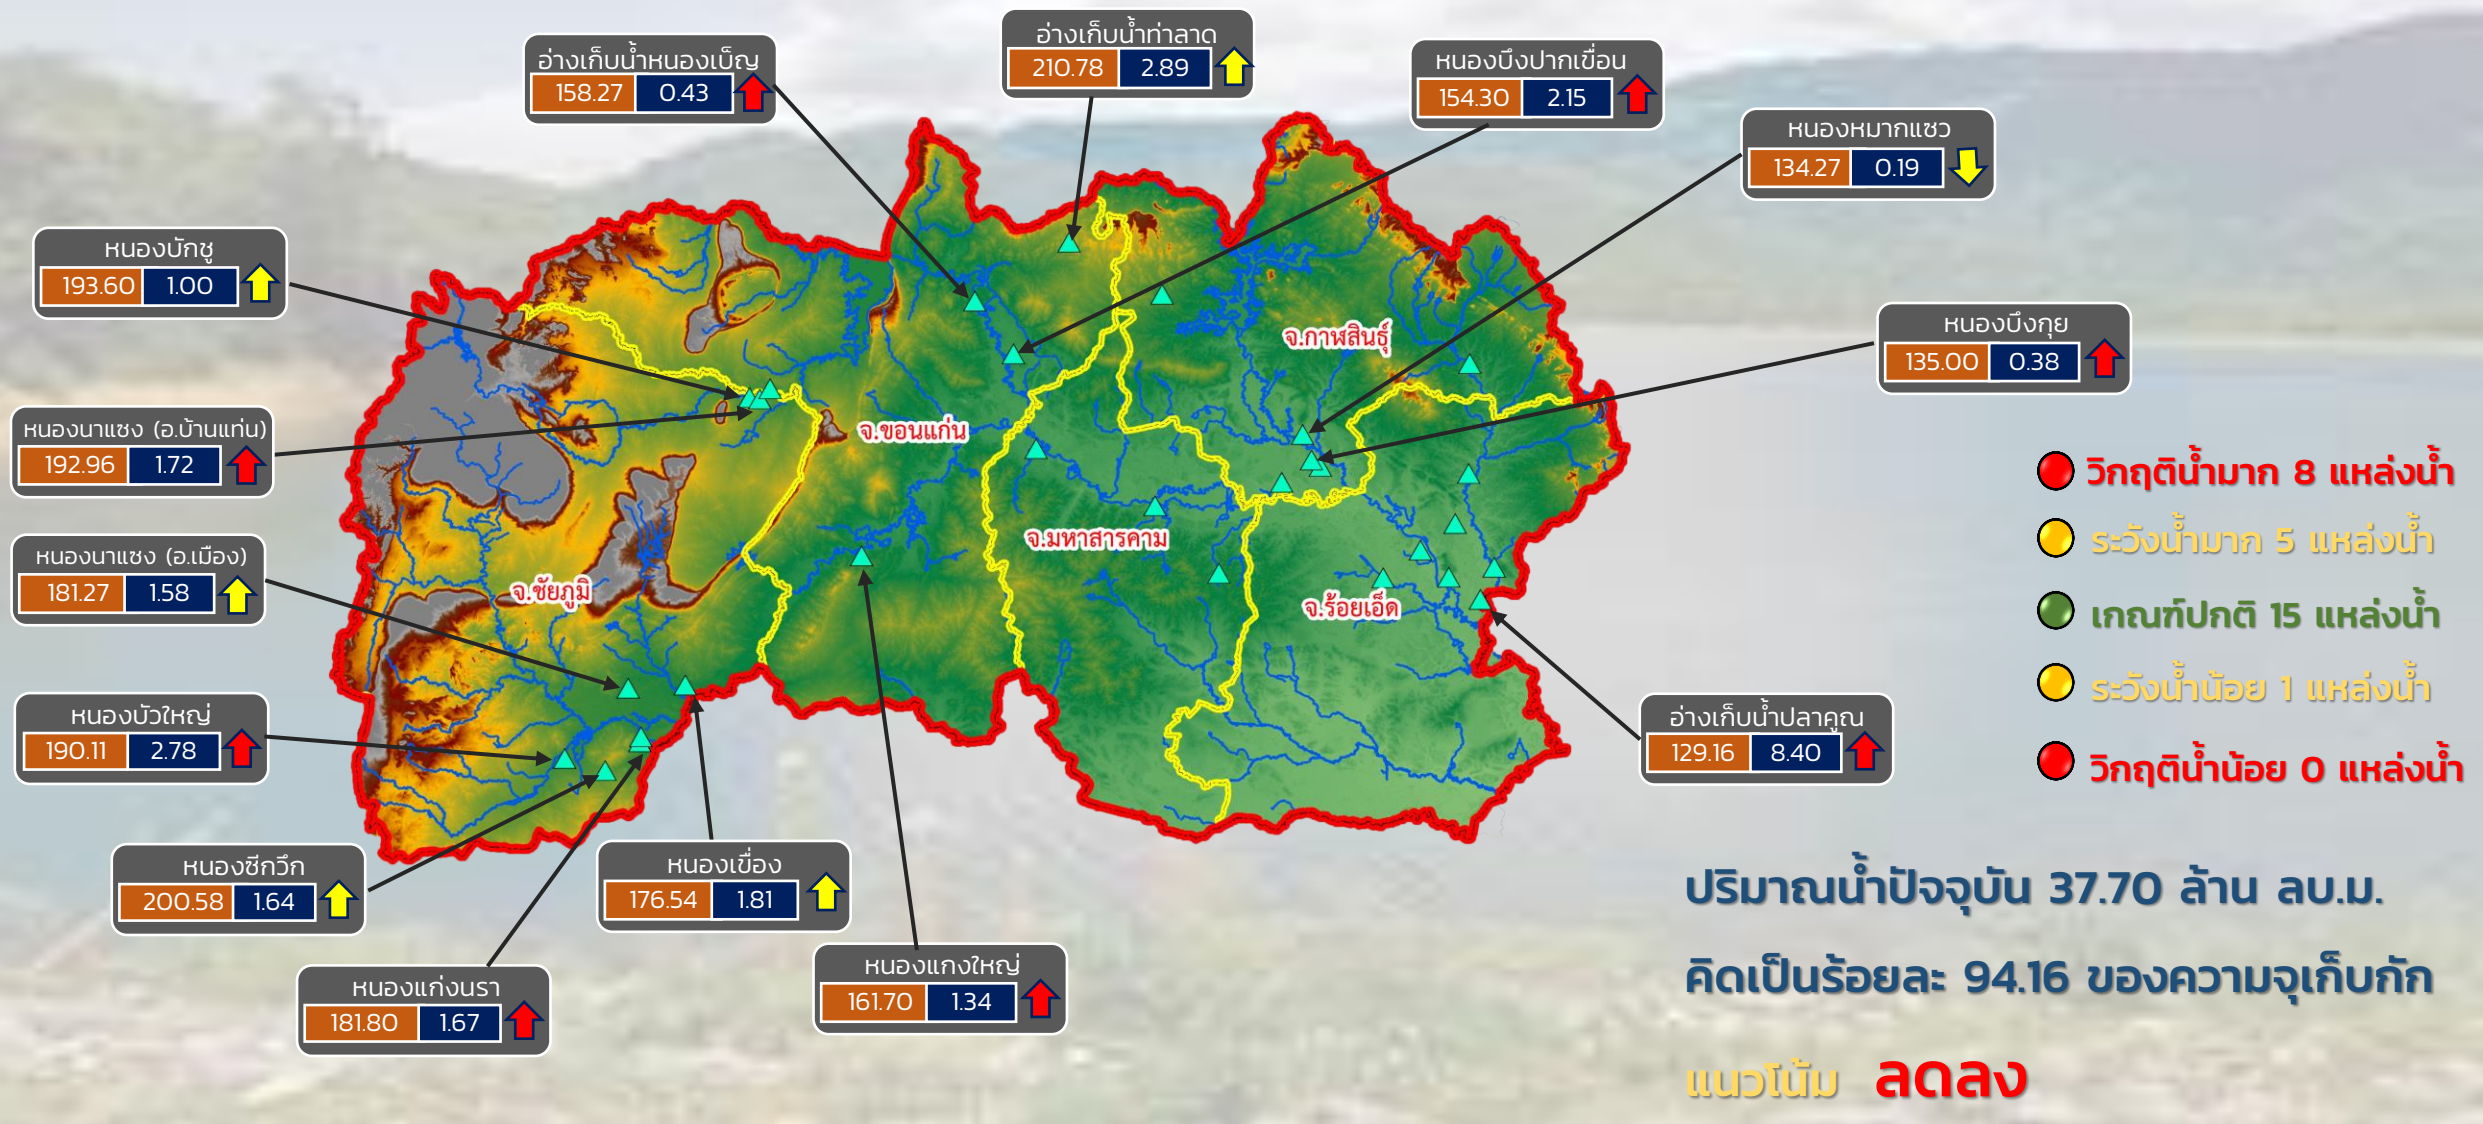 อ่างเก็บน้ำท่าลาด
210.78 2.89
อ่างเก็บน้ำหนองเบ็ญ
158.27 0.43
หนองบึงปากเขื่อน
154.30 2.15
หนองหมากแซว
134.27 0.19
หนองบักชู
193.60 1.00
หนองบึงกุย
135.00 0.38
จ.กาฬสินธุ์
หนองนาแซง (อ.บ้านแท่น)
192.96 1.72
จ.ขอนแก่น
วิกฤติน้ำมาก 8 แหล่งน้ำ
ระวังน้ำมาก 5 แหล่งน้ำ
เกณฑ์ปกติ 15 แหล่งน้ำ
ระวังน้ำน้อย 1 แหล่งน้ำ
วิกฤติน้ำน้อย 0 แหล่งน้ำ
จ.มหาสารคาม
หนองนาแซง (อ.เมือง)
181.27 1.58
จ.ชัยภูมิ
จ.ร้อยเอ็ด
หนองบัวใหญ่
190.11 2.78
อ่างเก็บน้ำปลาคูณ
129.16 8.40
หนองซีกวึก
200.58 1.64
หนองเขื่อง
176.54 1.81
หนองแก่งนรา
181.80 1.67
หนองแกงใหญ่
161.70 1.34
ปริมาณน้ำปัจจุบัน 37.70 ล้าน ลบ.ม.
คิดเป็นร้อยละ 94.16 ของความจุเก็บกัก
แนวโน้ม ลดลง